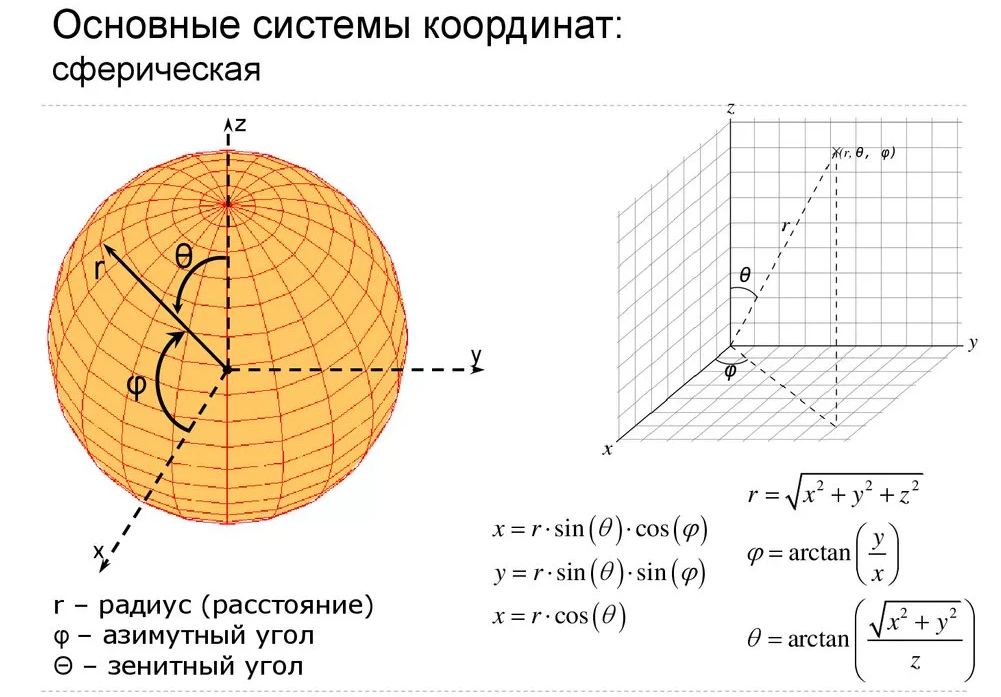 Основные системы координат:
сферическая
z
θ
r
φ
y
x
z
(r, θ, φ)
r
θ
φ
y
x
r = √(x² + y² + z²)
x = r · sin(θ) · cos(φ)
φ = arctan(y/x)
y = r · sin(θ) · sin(φ)
x = r · cos(θ)
θ = arctan(√(x² + y²)/z)
r – радиус (расстояние)
φ – азимутный угол
Θ – зенитный угол